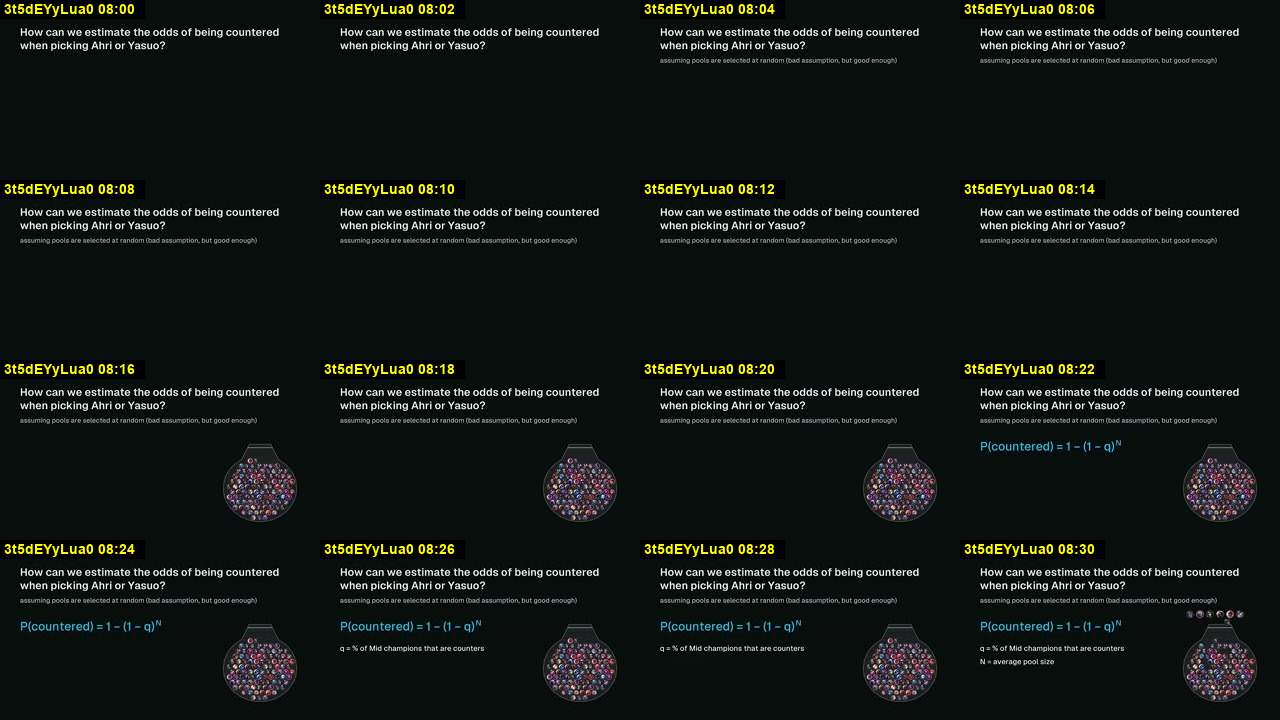 3t5dEYyLua0 08:00
How can we estimate the odds of being countered
when picking Ahri or Yasuo?
3t5dEYyLua0 08:02
How can we estimate the odds of being countered
when picking Ahri or Yasuo?
3t5dEYyLua0 08:04
How can we estimate the odds of being countered
when picking Ahri or Yasuo?
assuming pools are selected at random (bad assumption, but good enough)
3t5dEYyLua0 08:06
How can we estimate the odds of being countered
when picking Ahri or Yasuo?
assuming pools are selected at random (bad assumption, but good enough)
3t5dEYyLua0 08:08
How can we estimate the odds of being countered
when picking Ahri or Yasuo?
assuming pools are selected at random (bad assumption, but good enough)
3t5dEYyLua0 08:10
How can we estimate the odds of being countered
when picking Ahri or Yasuo?
assuming pools are selected at random (bad assumption, but good enough)
3t5dEYyLua0 08:12
How can we estimate the odds of being countered
when picking Ahri or Yasuo?
assuming pools are selected at random (bad assumption, but good enough)
3t5dEYyLua0 08:14
How can we estimate the odds of being countered
when picking Ahri or Yasuo?
assuming pools are selected at random (bad assumption, but good enough)
3t5dEYyLua0 08:16
How can we estimate the odds of being countered
when picking Ahri or Yasuo?
assuming pools are selected at random (bad assumption, but good enough)
3t5dEYyLua0 08:18
How can we estimate the odds of being countered
when picking Ahri or Yasuo?
assuming pools are selected at random (bad assumption, but good enough)
3t5dEYyLua0 08:20
How can we estimate the odds of being countered
when picking Ahri or Yasuo?
assuming pools are selected at random (bad assumption, but good enough)
3t5dEYyLua0 08:22
How can we estimate the odds of being countered
when picking Ahri or Yasuo?
assuming pools are selected at random (bad assumption, but good enough)
P(countered) = 1 – (1 – q)^N
3t5dEYyLua0 08:24
How can we estimate the odds of being countered
when picking Ahri or Yasuo?
assuming pools are selected at random (bad assumption, but good enough)
P(countered) = 1 – (1 – q)^N
3t5dEYyLua0 08:26
How can we estimate the odds of being countered
when picking Ahri or Yasuo?
assuming pools are selected at random (bad assumption, but good enough)
P(countered) = 1 – (1 – q)^N
q = % of Mid champions that are counters
3t5dEYyLua0 08:28
How can we estimate the odds of being countered
when picking Ahri or Yasuo?
assuming pools are selected at random (bad assumption, but good enough)
P(countered) = 1 – (1 – q)^N
q = % of Mid champions that are counters
3t5dEYyLua0 08:30
How can we estimate the odds of being countered
when picking Ahri or Yasuo?
assuming pools are selected at random (bad assumption, but good enough)
P(countered) = 1 – (1 – q)^N
q = % of Mid champions that are counters
N = average pool size